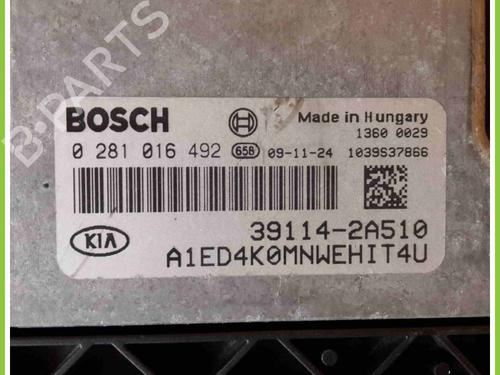 B-PARTS
BOSCH
Made in Hungary
1360 0029
0 281 016 492 658 09-11-24 1039S37866
39114-2A510
KIA
A1ED4K0MNWEHIT4U